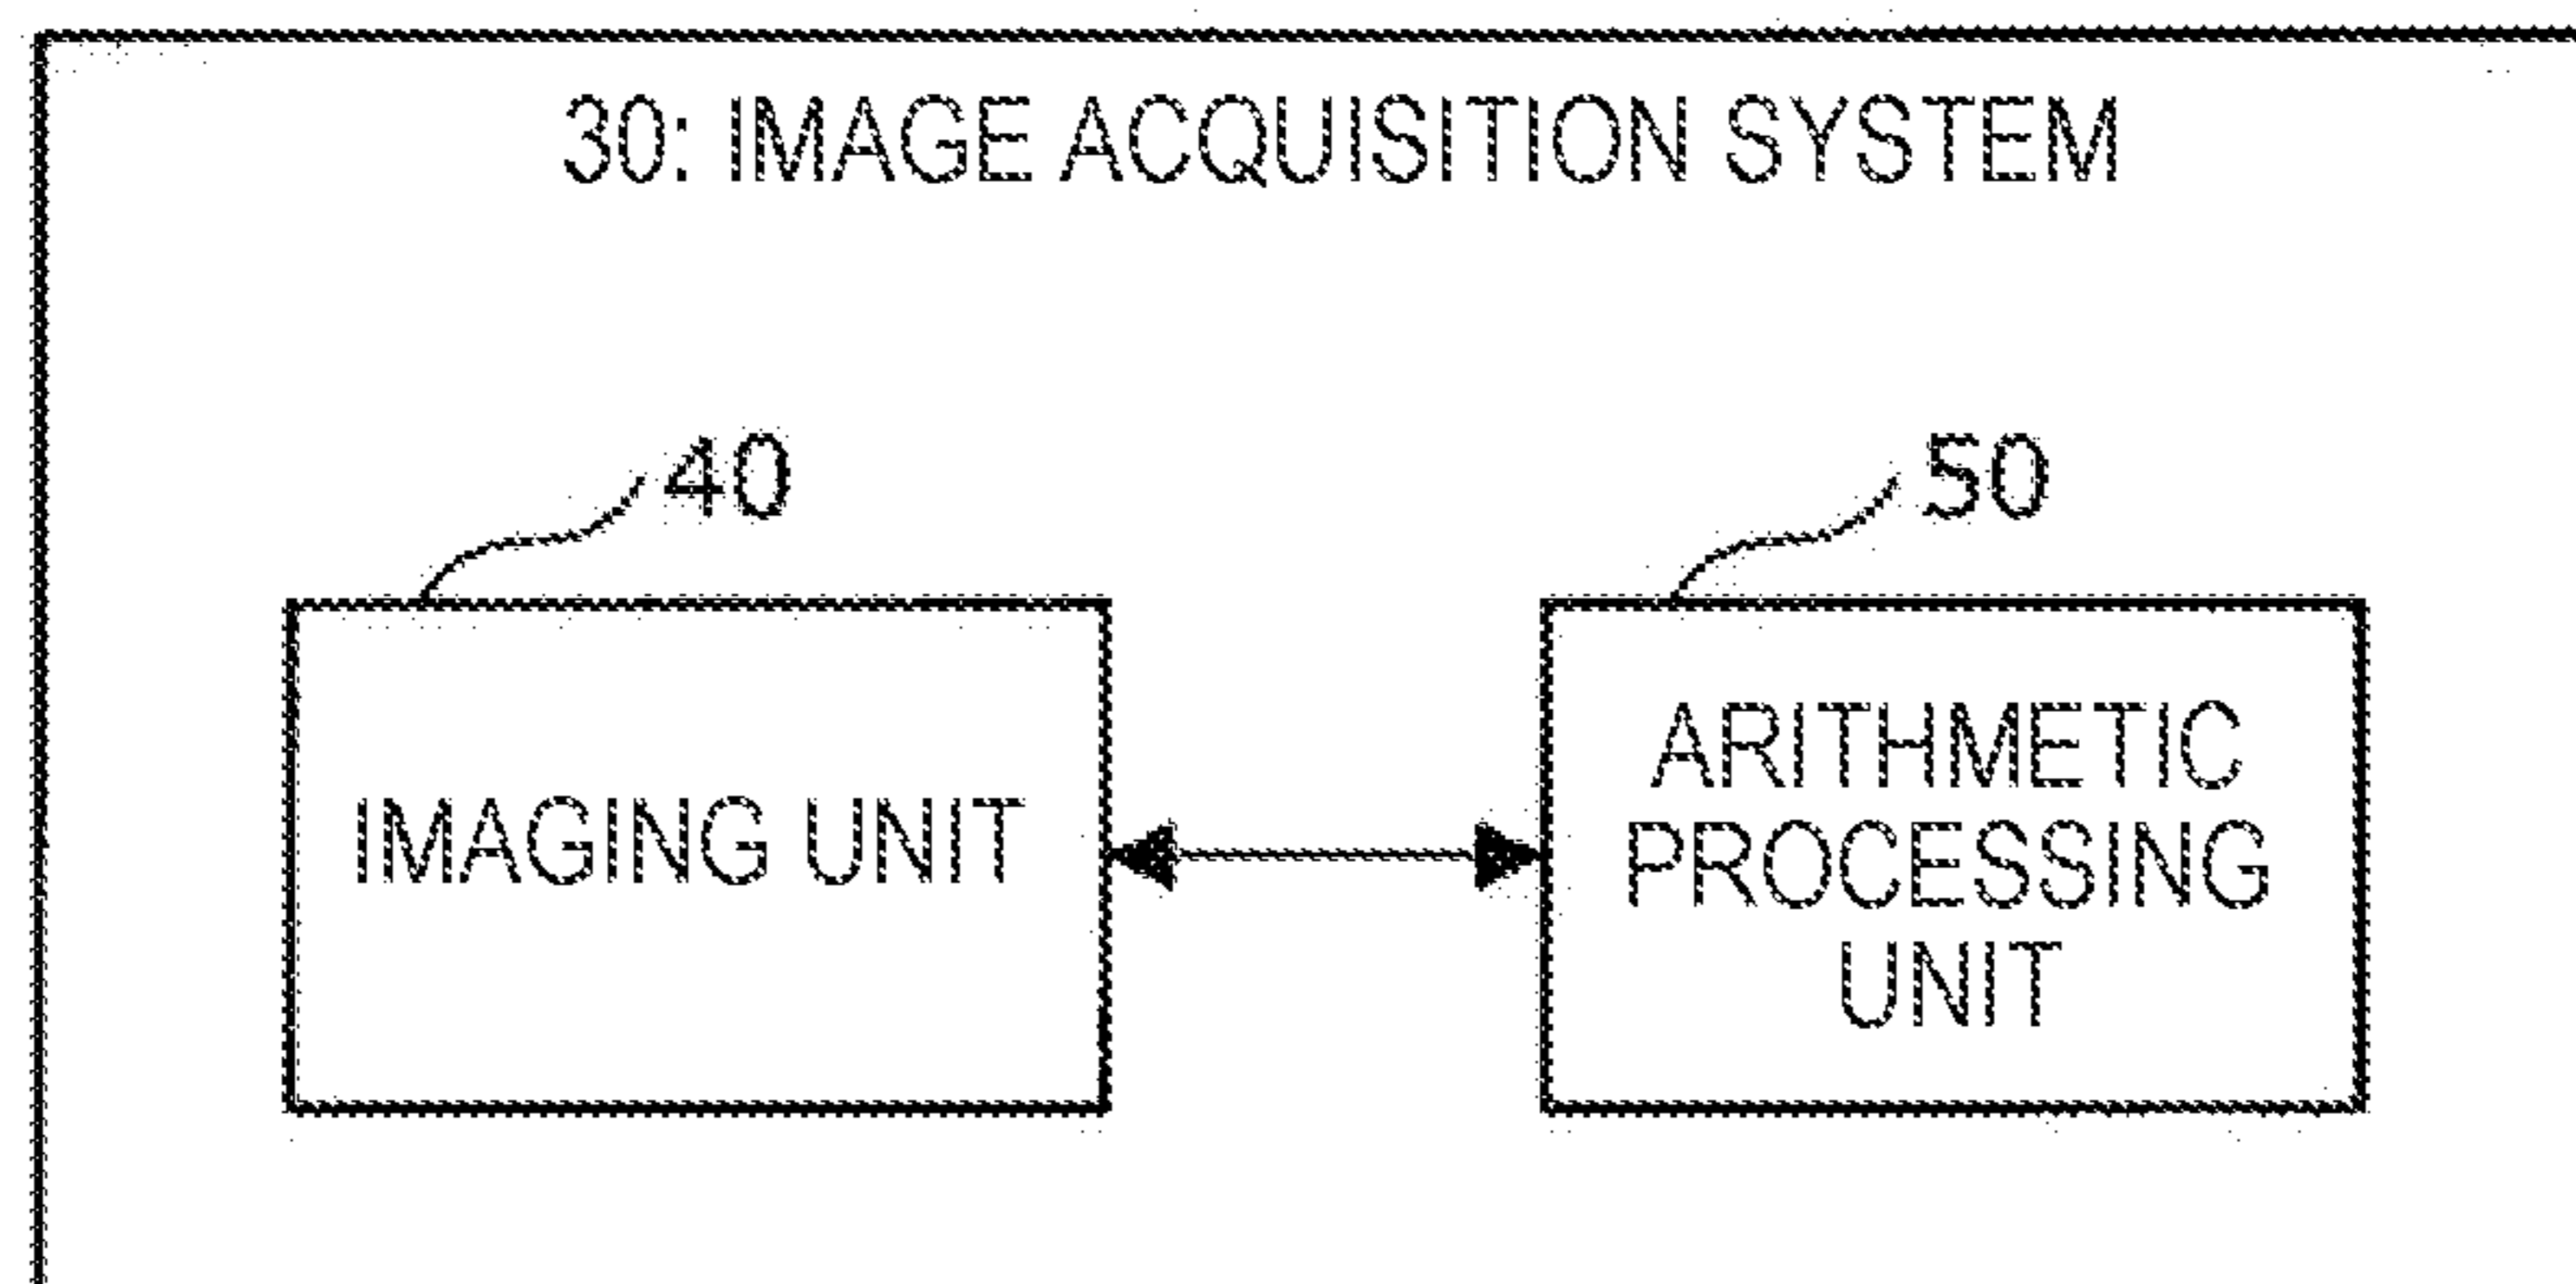 30: IMAGE ACQUISITION SYSTEM
40
50
IMAGING UNIT
ARITHMETIC
PROCESSING
UNIT